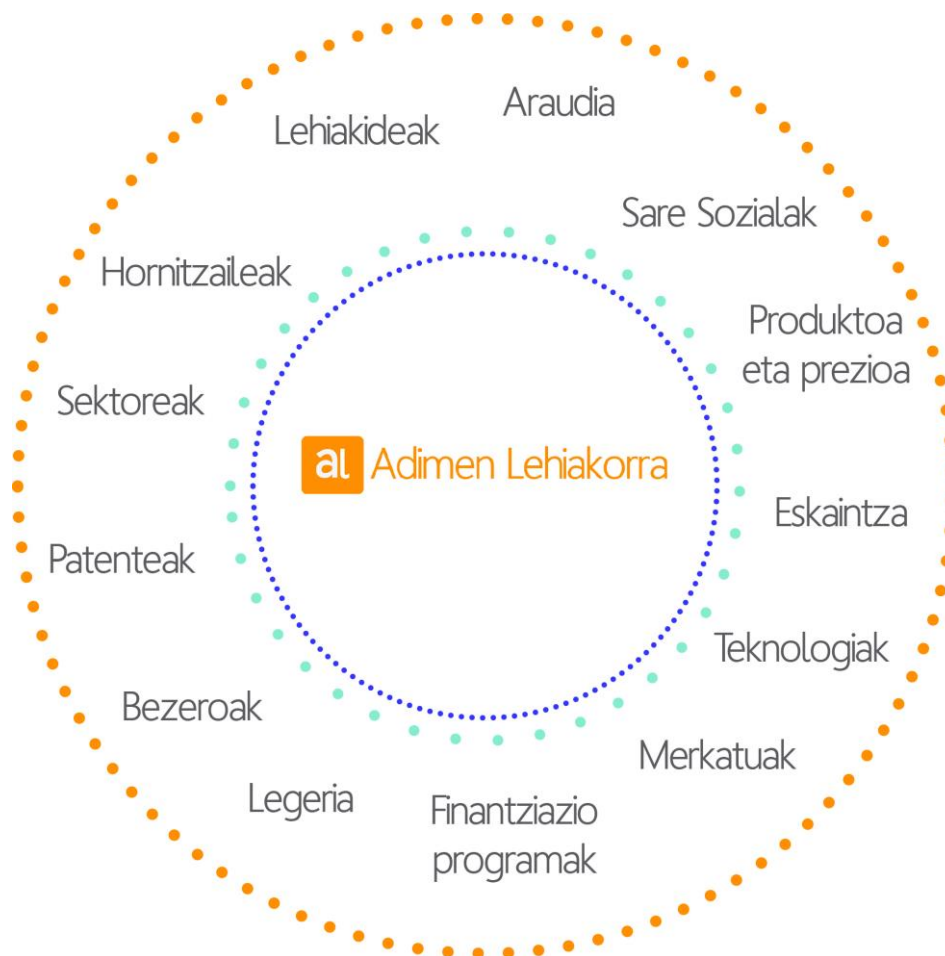 Araudia
Lehiakideak
Sare Sozialak
Hornitzaileak
Produktoa
eta prezioa
Sektoreak
al Adimen Lehiakorra
Eskaintza
Patenteak
Teknologiak
Bezeroak
Merkatuak
Legeria
Finantziazio
programak